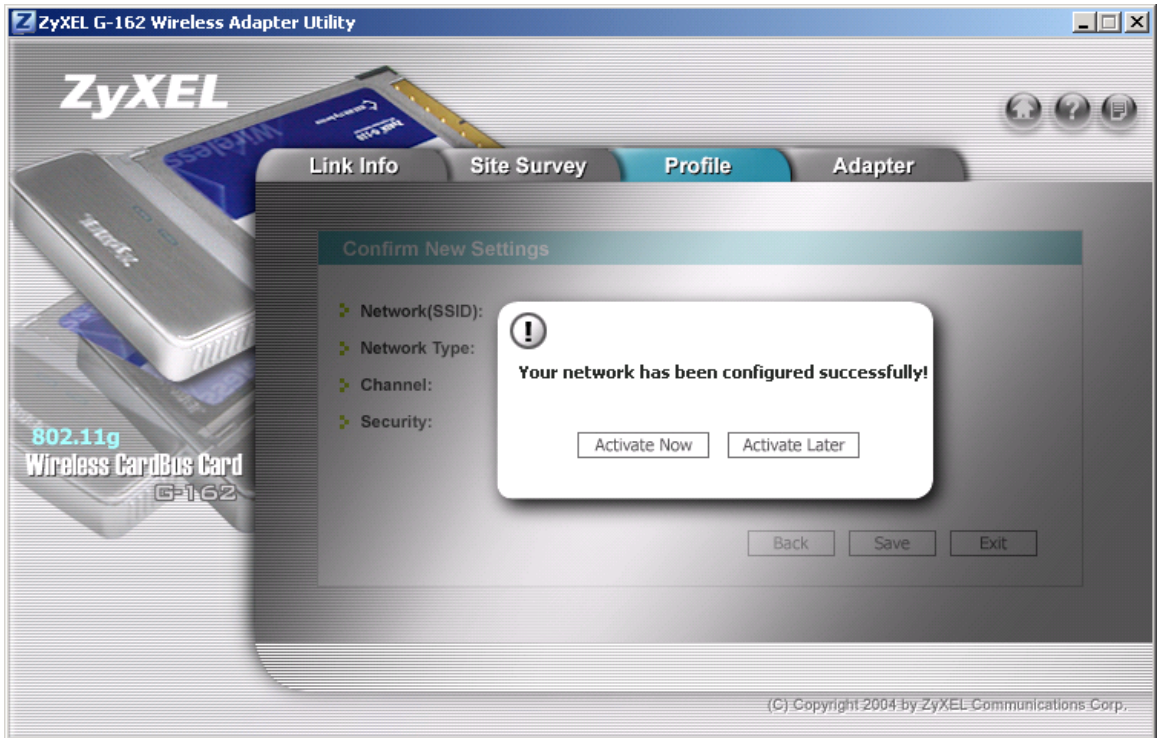 ZyXEL G-162 Wireless Adapter Utility
ZyXEL
Link Info
Site Survey
Profile
Adapter
Wireless
ZyXEL
Confirm New Settings
Network(SSID):
Network Type:
Channel:
Security:
!
Your network has been configured successfully!
Activate Now
Activate Later
802.11g
Wireless CardBus Card
G-162
Back
Save
Exit
(C) Copyright 2004 by ZyXEL Communications Corp.